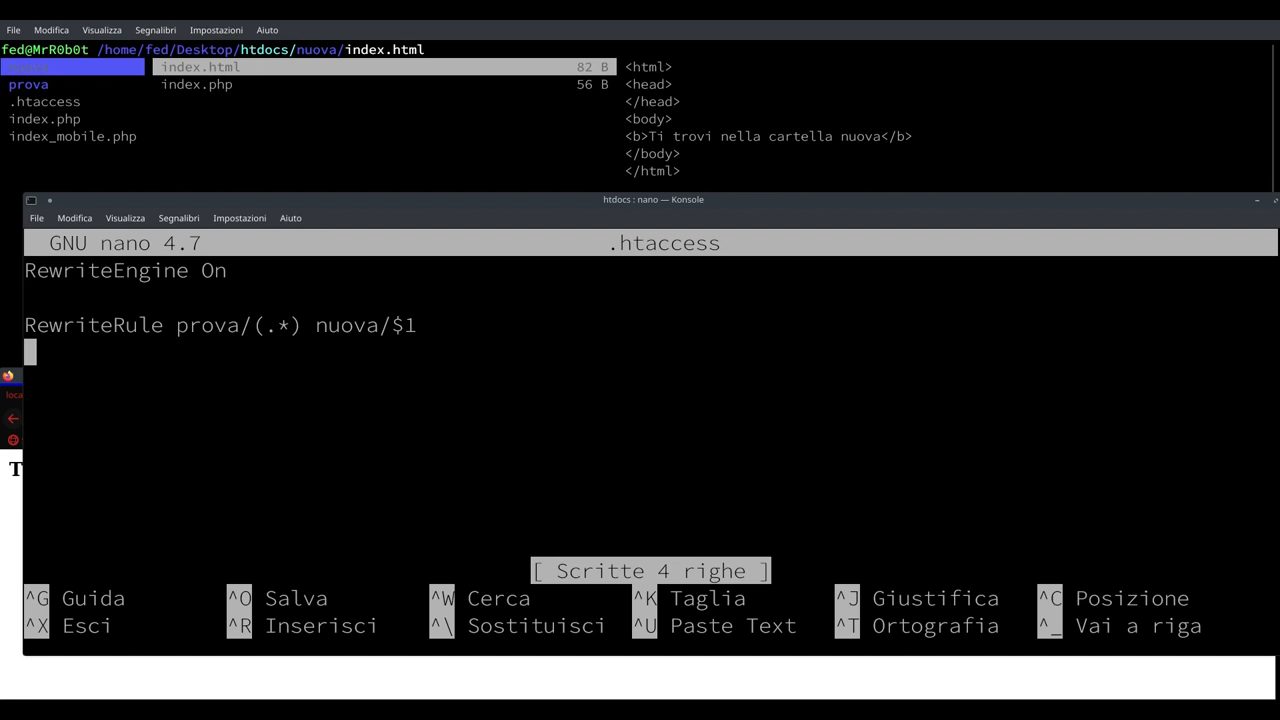 File Modifica Visualizza Segnalibri Impostazioni Aiuto
fed@MrR0b0t /home/fed/Desktop/htdocs/nuova/index.html
index.html 82 B <html>
prova index.php 56 B <head>
.htaccess </head>
index.php <body>
index_mobile.php <b>Ti trovi nella cartella nuova</b>
</body>
</html>
htdocs : nano — Konsole
File Modifica Visualizza Segnalibri Impostazioni Aiuto
GNU nano 4.7 .htaccess
RewriteEngine On
RewriteRule prova/(.*) nuova/$1
loca
T
[ Scritte 4 righe ]
^G Guida ^O Salva ^W Cerca ^K Taglia ^J Giustifica ^C Posizione
^X Esci ^R Inserisci ^\ Sostituisci ^U Paste Text ^T Ortografia ^_ Vai a riga